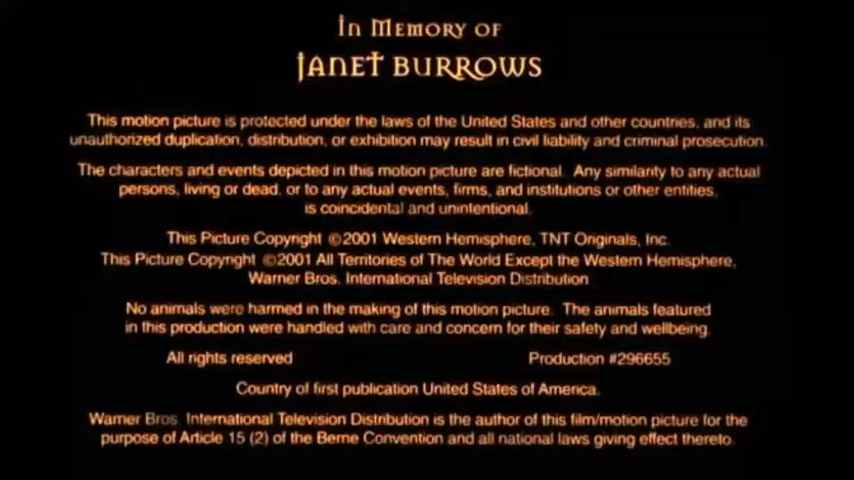 In Memory of
Janet Burrows
This motion picture is protected under the laws of the United States and other countries, and its
unauthorized duplication, distribution, or exhibition may result in civil liability and criminal prosecution.
The characters and events depicted in this motion picture are fictional. Any similarity to any actual
persons, living or dead, or to any actual events, firms, and institutions or other entities,
is coincidental and unintentional.
This Picture Copyright ©2001 Western Hemisphere, TNT Originals, Inc.
This Picture Copyright ©2001 All Territories of The World Except the Western Hemisphere,
Warner Bros. International Television Distribution
No animals were harmed in the making of this motion picture. The animals featured
in this production were handled with care and concern for their safety and wellbeing.
All rights reserved Production #296655
Country of first publication United States of America.
Warner Bros. International Television Distribution is the author of this film/motion picture for the
purpose of Article 15 (2) of the Berne Convention and all national laws giving effect thereto.